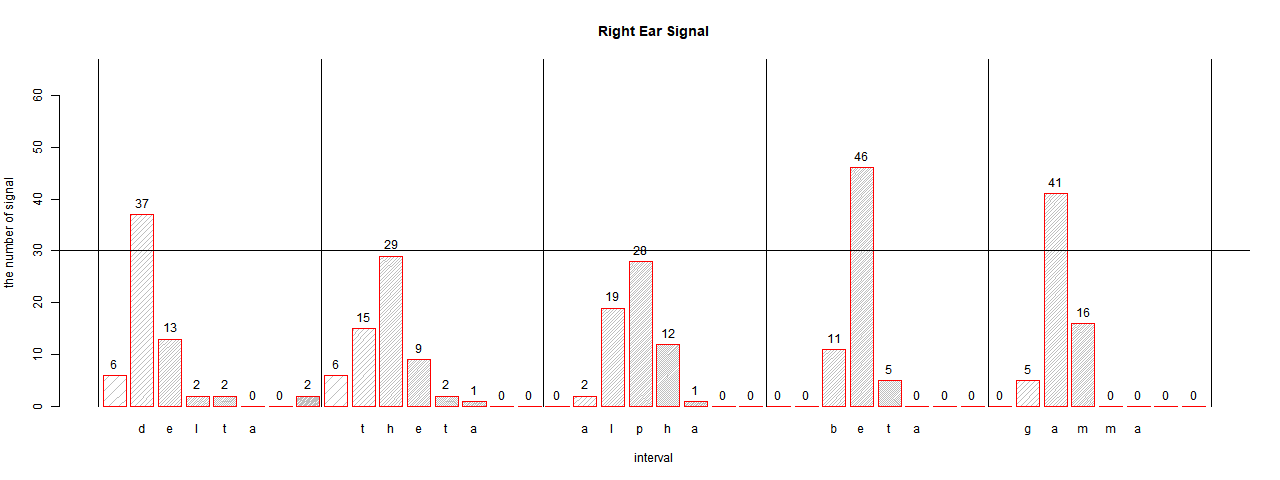 Right Ear Signal
the number of signal
60
50
40
30
20
10
0
6 37 13 2 2 0 0 2 6 15 29 9 2 1 0 0 0 2 19 28 12 1 0 0 0 0 11 46 5 0 0 0 0 5 41 16 0 0 0 0
d e l t a t h e t a a l p h a b e t a g a m m a
interval